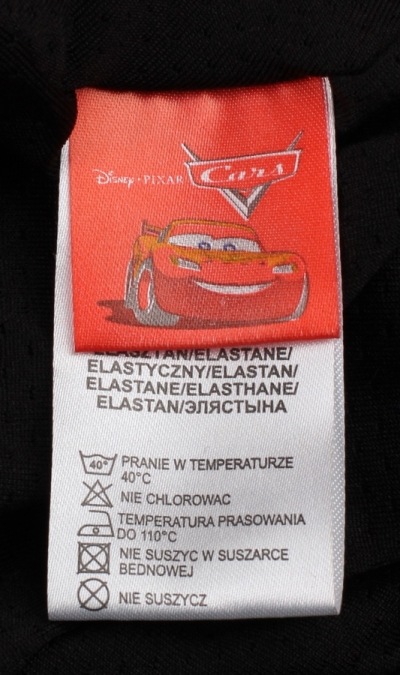 Disney • PIXAR
Cars
ELASZTÁN/ELASTANE/
ELASTYCZNY/ELASTAN/
ELASTANE/ELASTHANE/
ELASTAN/ЭЛЯСТЫНА
40° PRANIE W TEMPERATURZE
40°C
NIE CHLOROWAC
TEMPERATURA PRASOWANIA
DO 110°C
NIE SUSZYC W SUSZARCE
BEDNOWEJ
NIE SUSZYCZ